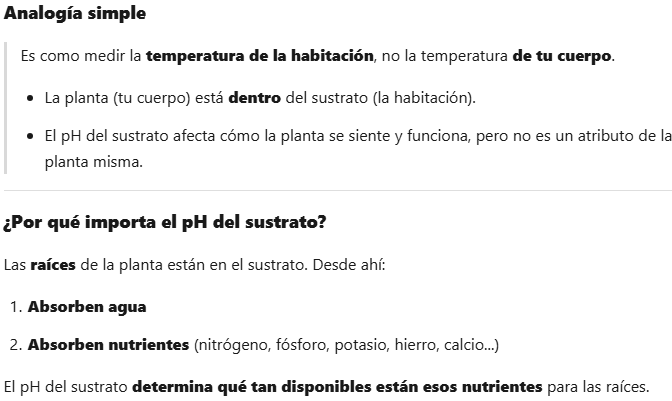 Analogía simple
Es como medir la temperatura de la habitación, no la temperatura de tu cuerpo.
• La planta (tu cuerpo) está dentro del sustrato (la habitación).
• El pH del sustrato afecta cómo la planta se siente y funciona, pero no es un atributo de la
planta misma.
¿Por qué importa el pH del sustrato?
Las raíces de la planta están en el sustrato. Desde ahí:
1. Absorben agua
2. Absorben nutrientes (nitrógeno, fósforo, potasio, hierro, calcio...)
El pH del sustrato determina qué tan disponibles están esos nutrientes para las raíces.